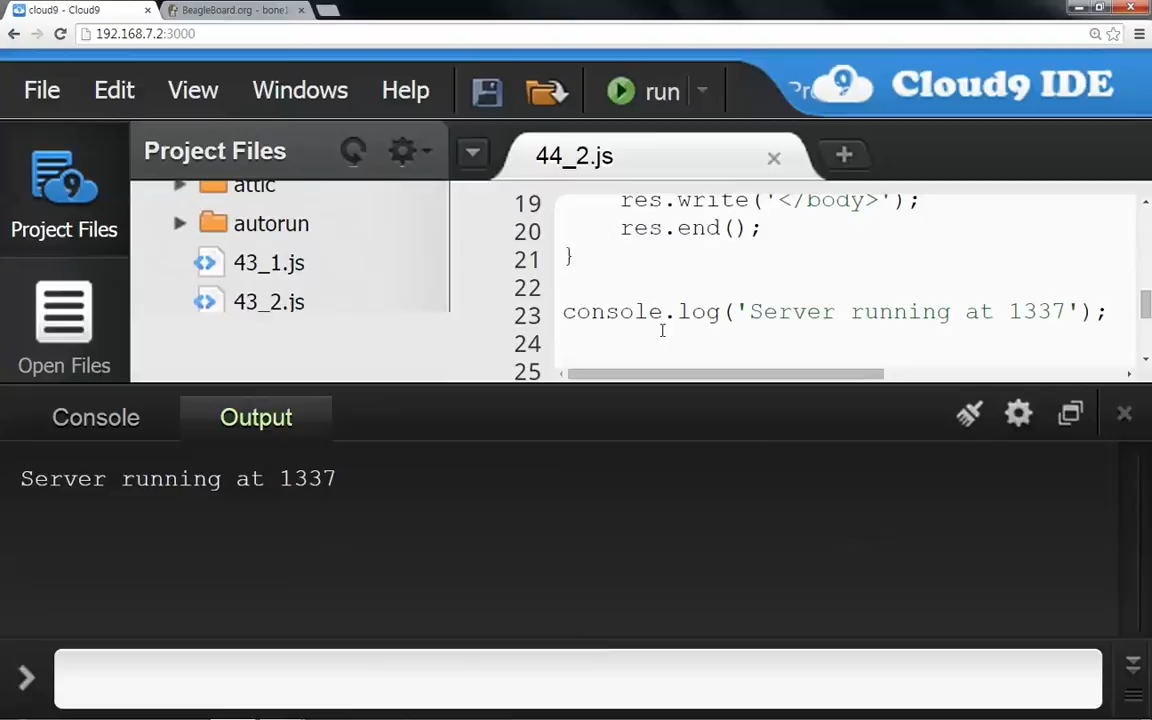 cloud9 - Cloud9
BeagleBoard.org - bone1
192.168.7.2:3000
File Edit View Windows Help run
Cloud9 IDE
Project Files
44_2.js
Project Files
attic
autorun
43_1.js
43_2.js
Open Files
19 res.write('</body>');
20 res.end();
21 }
22
23 console.log('Server running at 1337');
24
25
Console Output
Server running at 1337